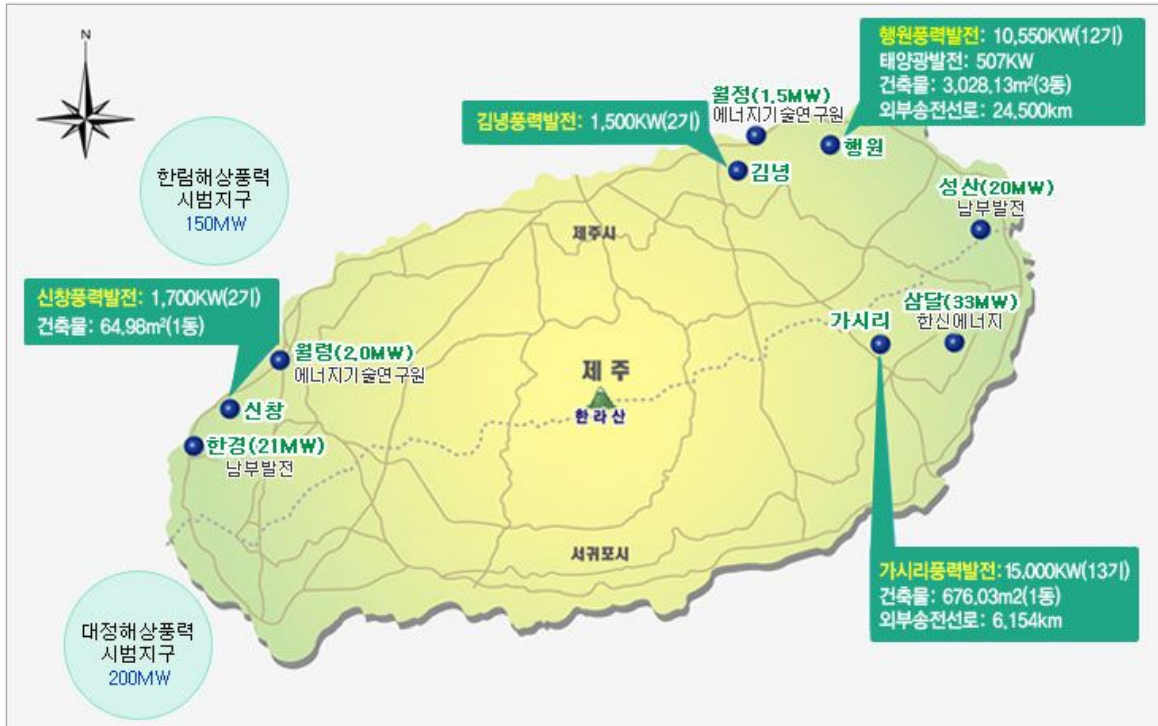 N
행원풍력발전: 10,550KW(12기)
태양광발전: 507KW
건축물: 3,028.13m²(3동)
외부송전선로: 24,500km
월정(1.5MW)
에너지기술연구원
김녕풍력발전: 1,500KW(2기)
행원
김녕
한림해상풍력
시범지구
150MW
성산(20MW)
남부발전
제주시
신창풍력발전: 1,700KW(2기)
건축물: 64.98m²(1동)
삼달(33MW)
한신에너지
가시리
월령(2.0MW)
에너지기술연구원
제주
한라산
신창
한경(21MW)
남부발전
서귀포시
가시리풍력발전:15,000KW(13기)
건축물: 676.03m2(1동)
외부송전선로: 6,154km
대정해상풍력
시범지구
200MW